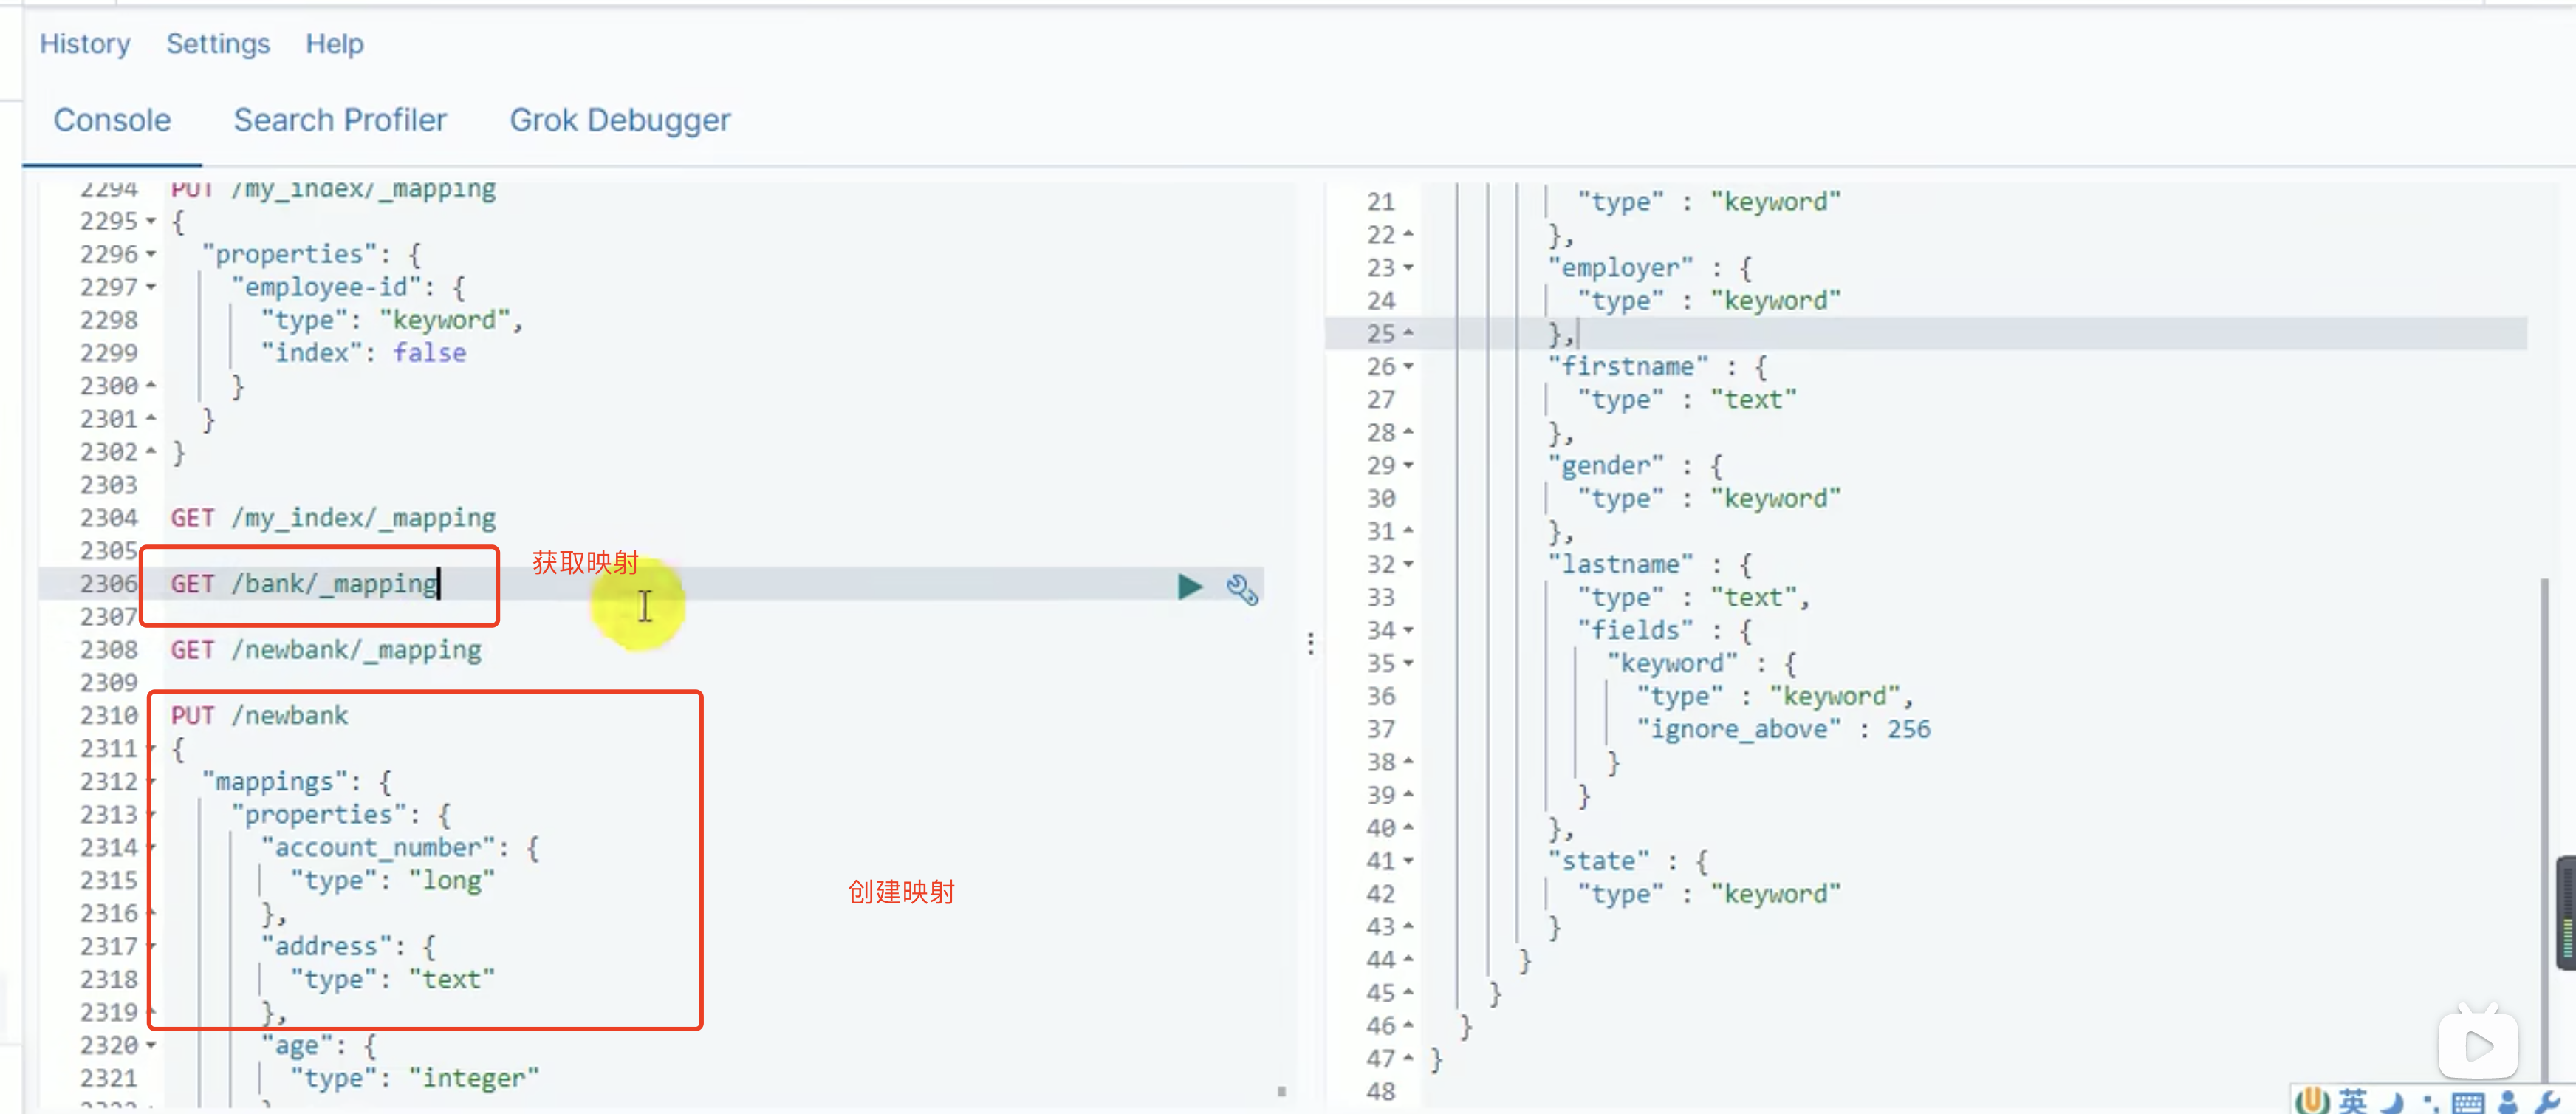 History Settings Help
Console Search Profiler Grok Debugger
2294 PUT /my_index/_mapping
2295 {
2296 "properties": {
2297 "employee-id": {
2298 "type": "keyword",
2299 "index": false
2300 }
2301 }
2302 }
2303
2304 GET /my_index/_mapping
2305
获取映射
2306 GET /bank/_mapping
2307
2308 GET /newbank/_mapping
2309
2310 PUT /newbank
2311 {
2312 "mappings": {
2313 "properties": {
2314 "account_number": {
2315 "type": "long"
创建映射
2316 },
2317 "address": {
2318 "type": "text"
2319 },
2320 "age": {
2321 "type": "integer"
21 "type" : "keyword"
22 },
23 "employer" : {
24 "type" : "keyword"
25 },
26 "firstname" : {
27 "type" : "text"
28 },
29 "gender" : {
30 "type" : "keyword"
31 },
32 "lastname" : {
33 "type" : "text",
34 "fields" : {
35 "keyword" : {
36 "type" : "keyword",
37 "ignore_above" : 256
38 }
39 }
40 },
41 "state" : {
42 "type" : "keyword"
43 }
44 }
45 }
46 }
47 }
48
英